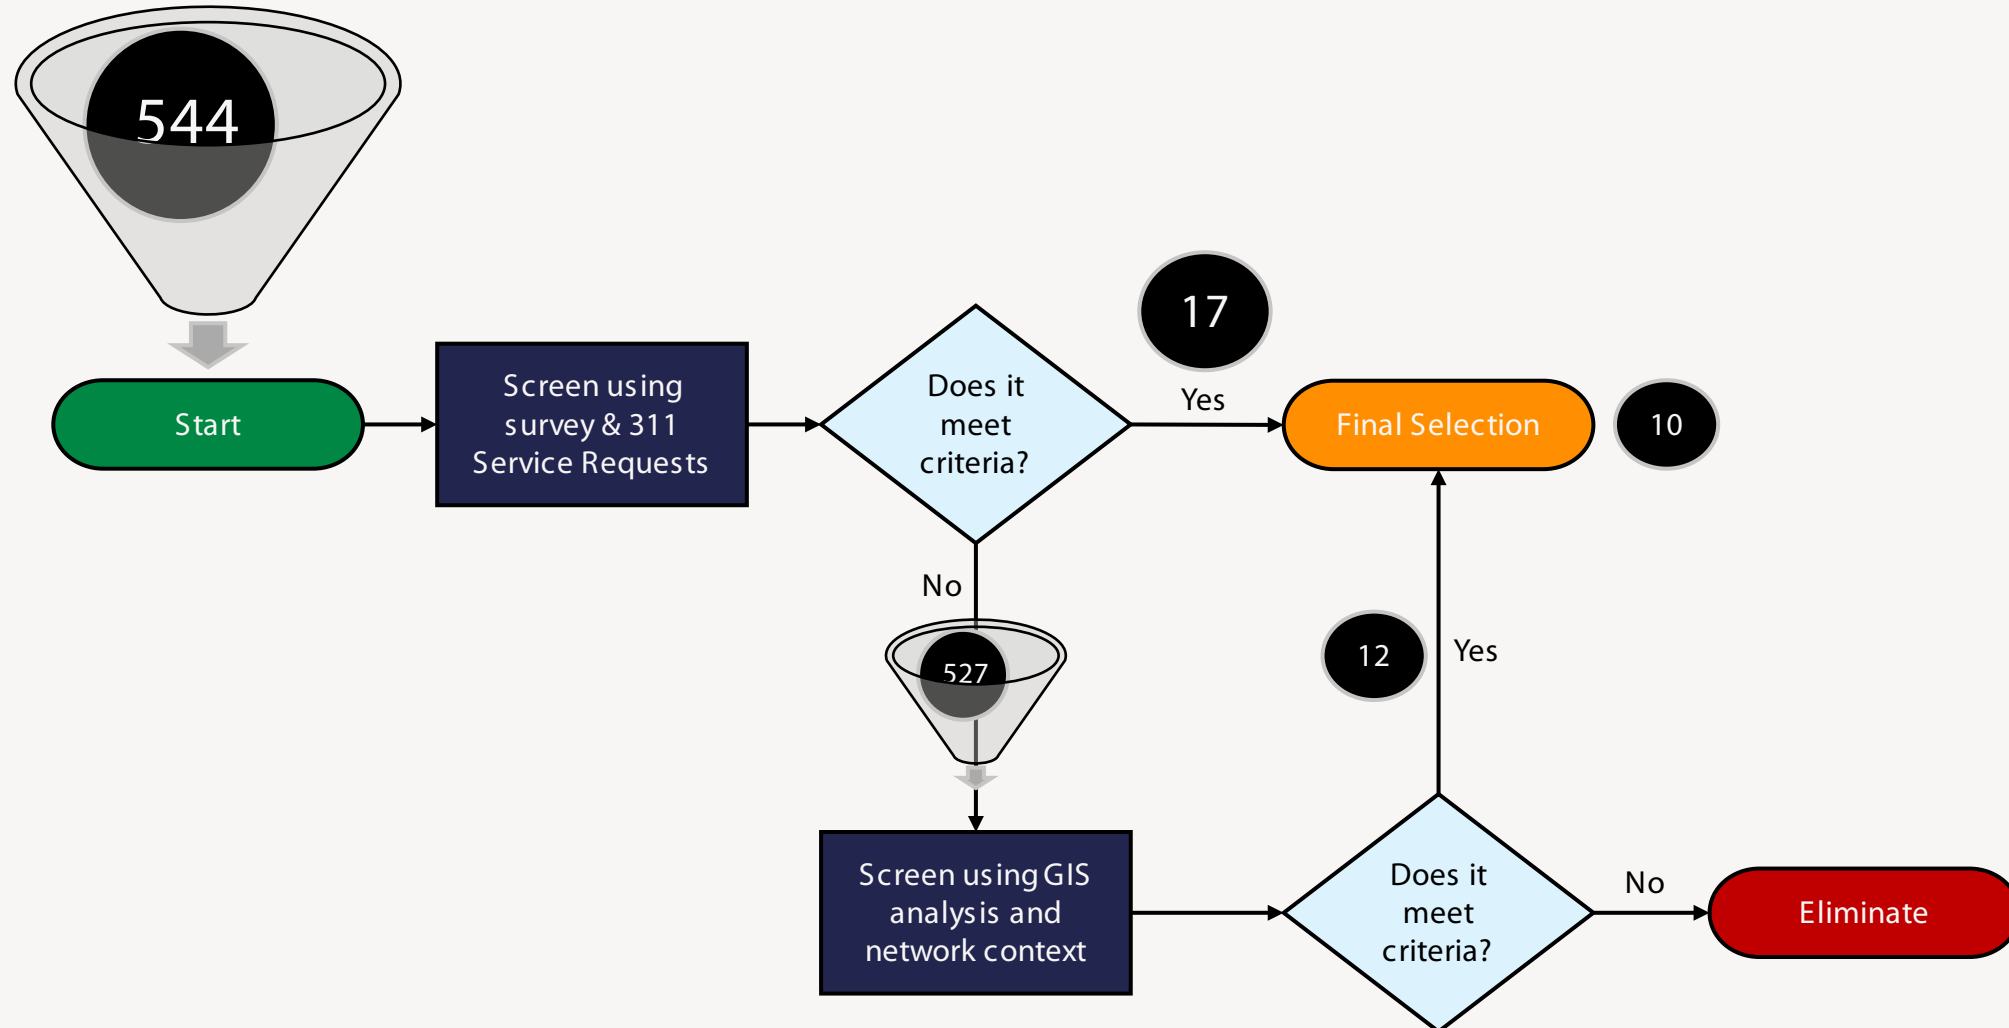 544
Start
Screen using
survey & 311
Service Requests
Does it
meet
criteria?
17
Yes
Final Selection
10
No
527
12
Yes
Screen using GIS
analysis and
network context
Does it
meet
criteria?
No
Eliminate